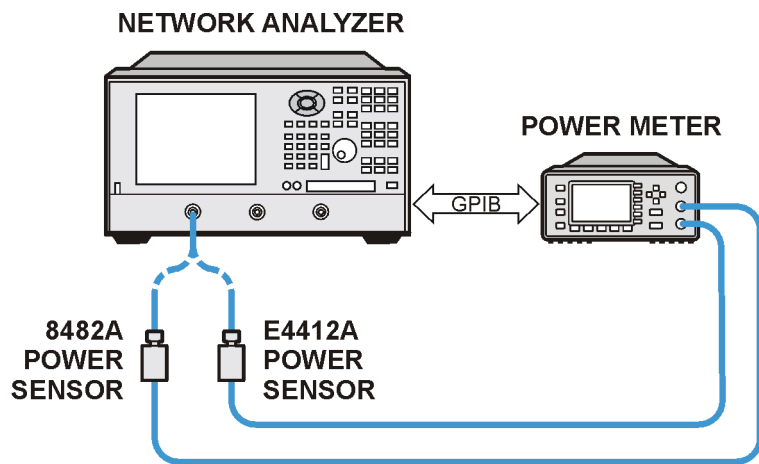 NETWORK ANALYZER
POWER METER
GPIB
8482A
POWER
SENSOR
E4412A
POWER
SENSOR